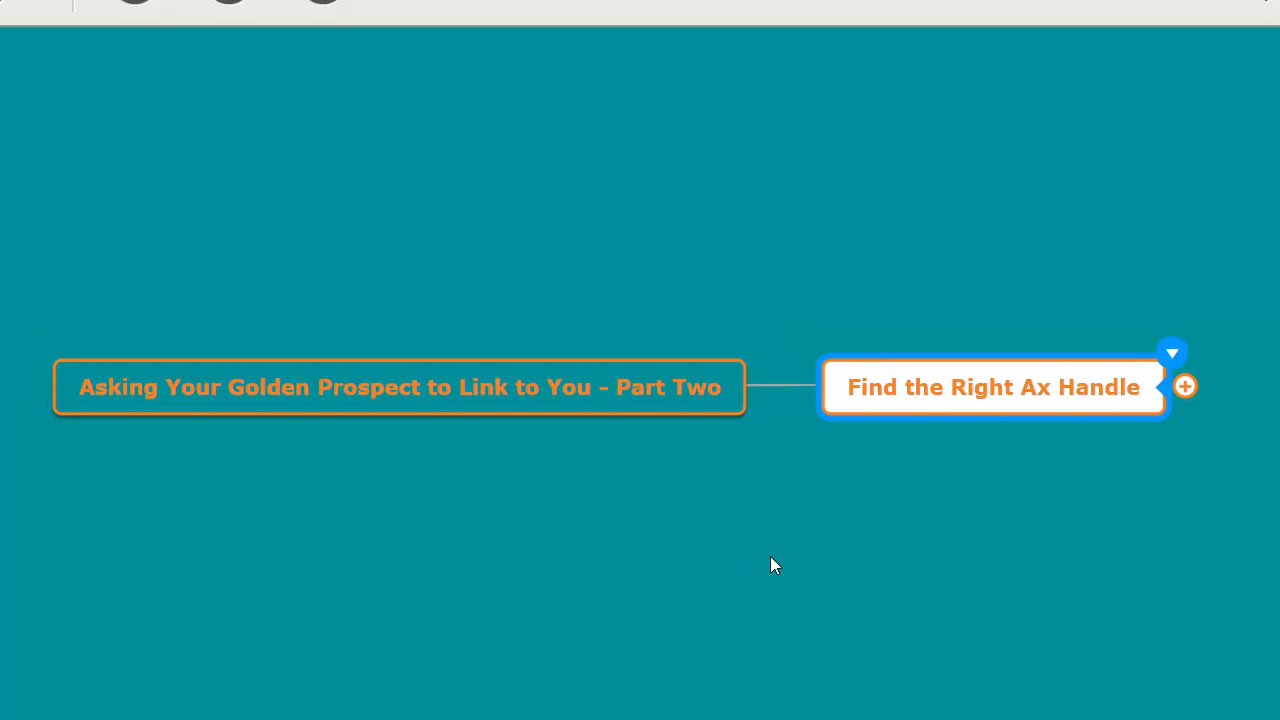 Asking Your Golden Prospect to Link to You – Part Two
Find the Right Ax Handle